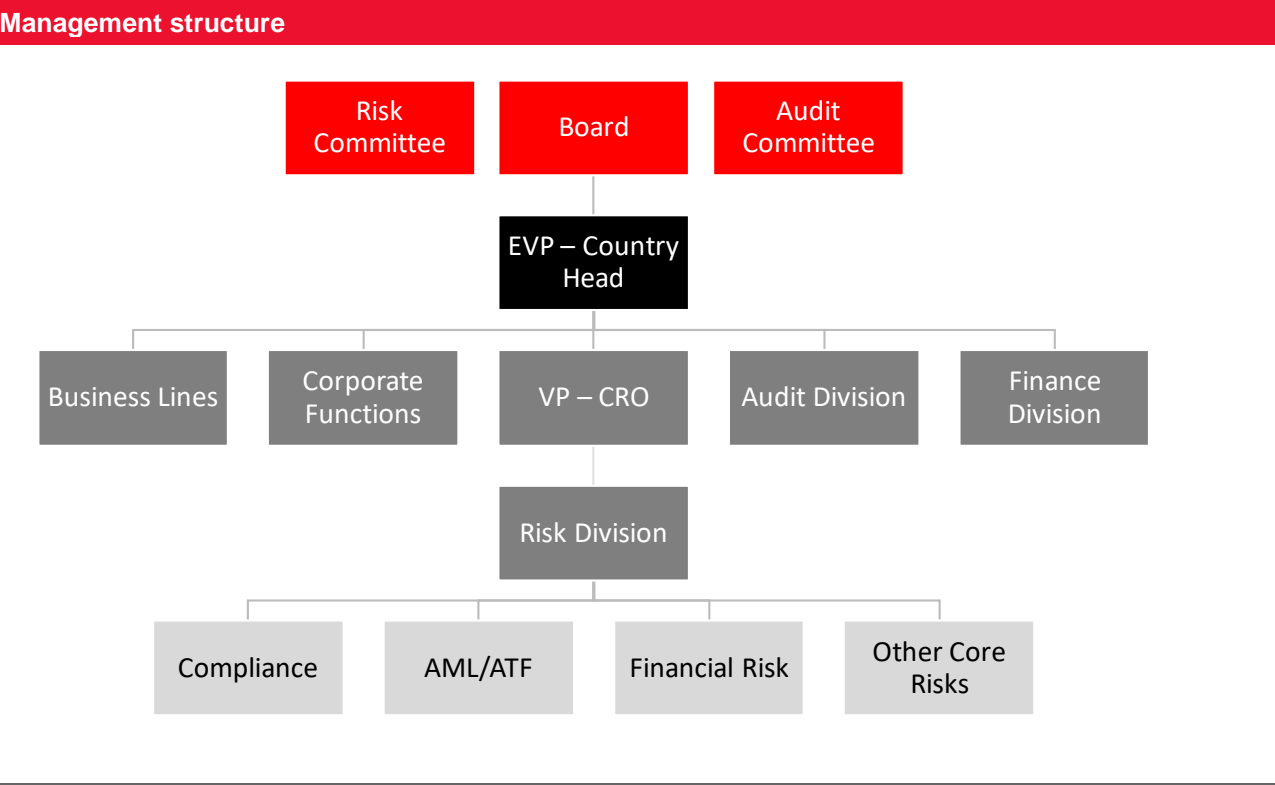 Management structure
Risk
Committee
Board
Audit
Committee
EVP – Country
Head
Business Lines
Corporate
Functions
VP – CRO
Audit Division
Finance
Division
Risk Division
Compliance
AML/ATF
Financial Risk
Other Core
Risks